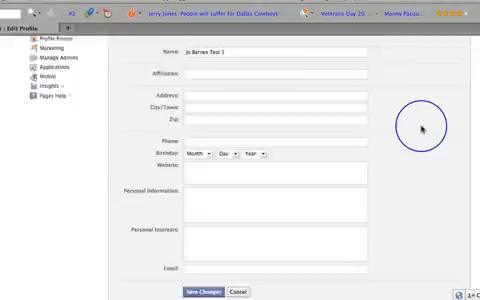 #2 Jerry Jones: People will suffer for Dallas Cowboys' Veterans Day 20... Manny Pacqu...
: Edit Profile
Marketing
Manage Admins
Applications
Mobile
Insights »
Pages Help »
Name: Jo Barnes Test 1
Affiliation:
Address:
City/Town:
Zip:
Phone:
Birthday: Month Day Year
Website:
Personal Information:
Personal Interests:
Email:
Save Changes Cancel